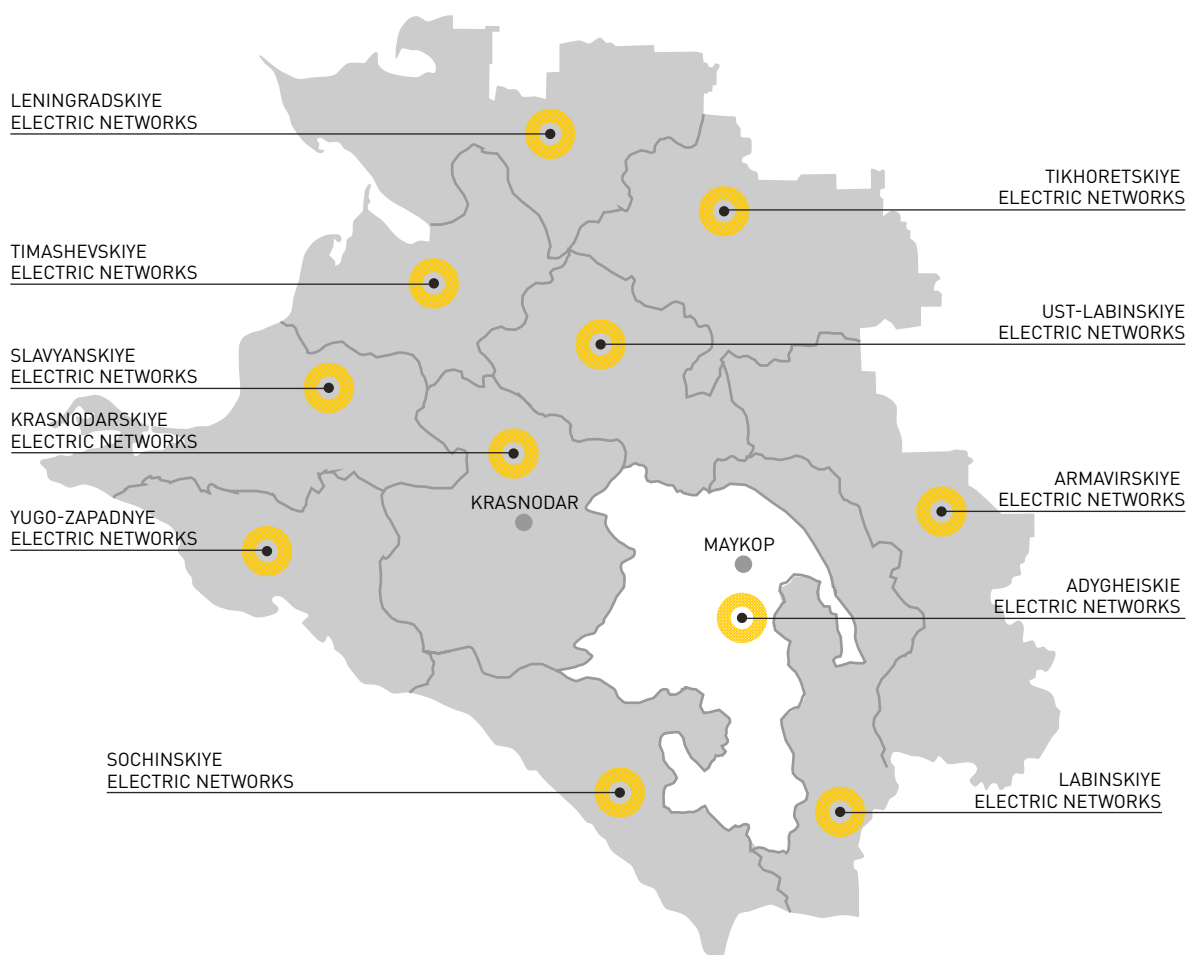 LENINGRADSKIYE
ELECTRIC NETWORKS
TIKHORETSKIYE
ELECTRIC NETWORKS
TIMASHEVSKIYE
ELECTRIC NETWORKS
UST-LABINSKIYE
ELECTRIC NETWORKS
SLAVYANSKIYE
ELECTRIC NETWORKS
KRASNODARSKIYE
ELECTRIC NETWORKS
KRASNODAR
ARMAVIRSKIYE
ELECTRIC NETWORKS
YUGO-ZAPADNYE
ELECTRIC NETWORKS
MAYKOP
ADYGHEISKIE
ELECTRIC NETWORKS
SOCHINSKIYE
ELECTRIC NETWORKS
LABINSKIYE
ELECTRIC NETWORKS